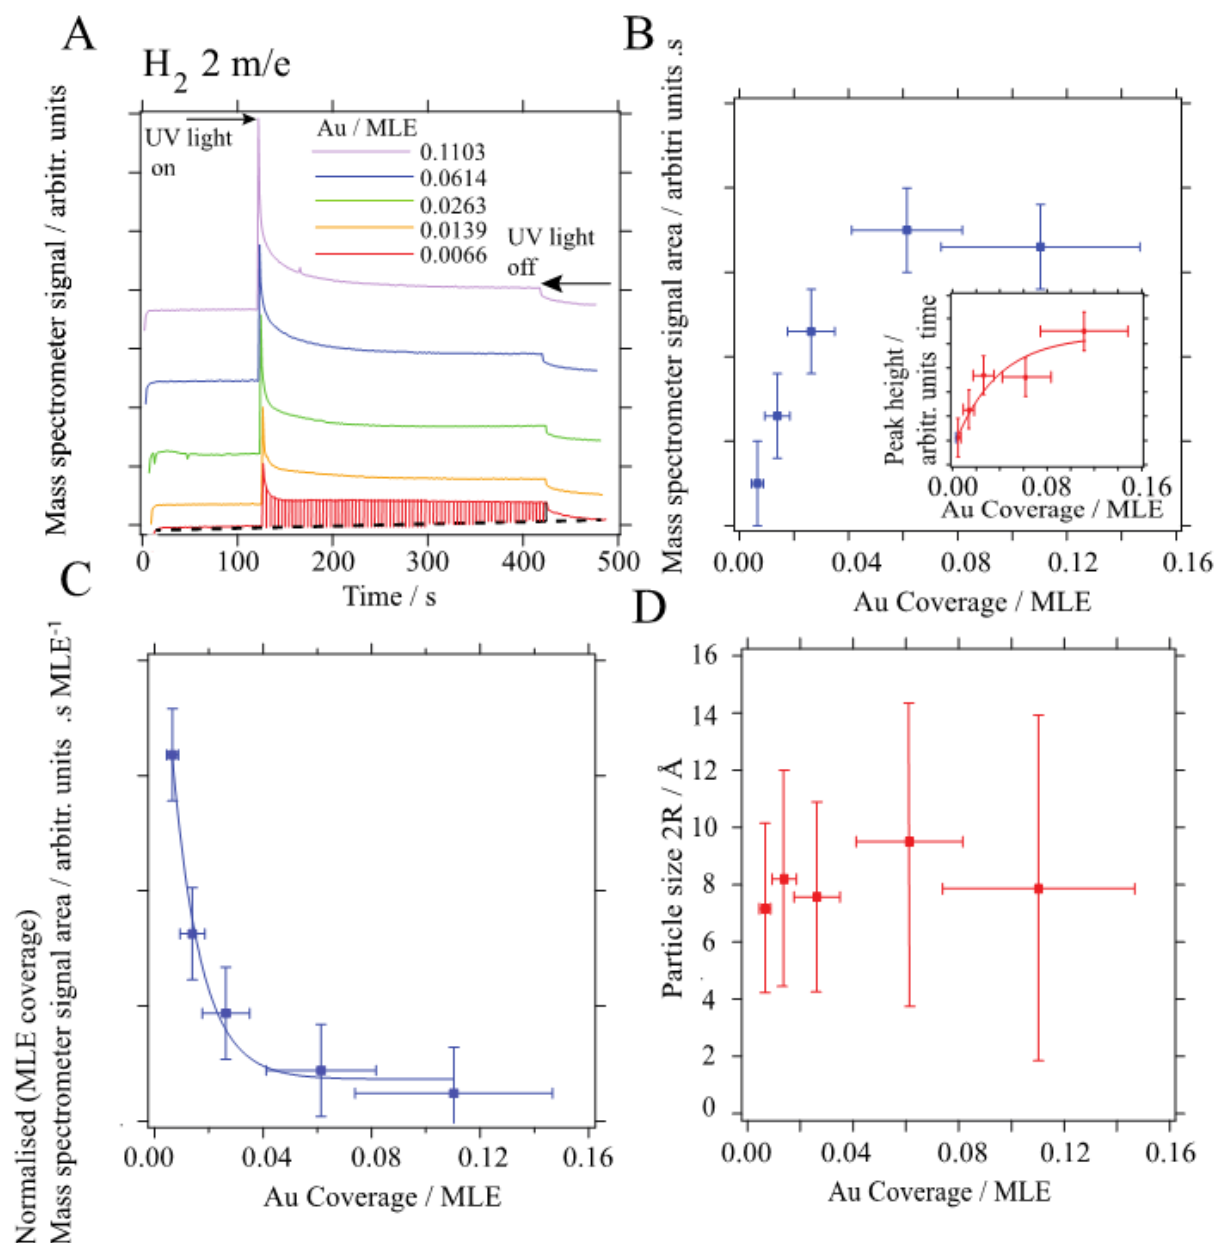 A
H2 2 m/e
Mass spectrometer signal / arbitr. units
UV light
on
Au / MLE
0.1103
0.0614
0.0263
0.0139
0.0066
UV light
off
0
100
200
300
400
500
Time / s
B
Mass spectrometer signal area / arbitri units .s
0.00
0.04
0.08
0.12
0.16
Au Coverage / MLE
Peak height /
arbitr. units time
0.00
0.08
0.16
Au Coverage / MLE
C
Normalised (MLE coverage)
Mass spectrometer signal area / arbitr. units .s MLE-1
0.00
0.04
0.08
0.12
0.16
Au Coverage / MLE
D
Particle size 2R / Å
16
14
12
10
8
6
4
2
0
0.00
0.04
0.08
0.12
0.16
Au Coverage / MLE